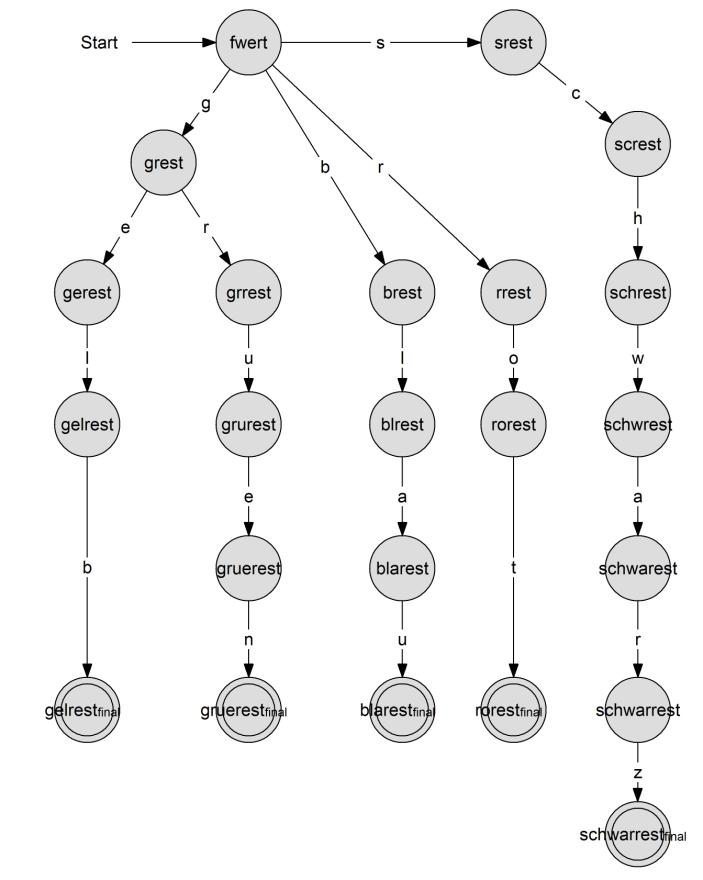 Start
fwert
s
srest
g
c
grest
b
r
screst
e
r
h
gerest
grrest
brest
rrest
schrest
l
u
l
o
w
gelrest
grurest
blrest
rorest
schwrest
e
a
a
b
gruerest
blarest
t
schwarest
n
u
r
gelrestfinal
gruerestfinal
blarestfinal
rorestfinal
schwarrest
z
schwarrestfinal